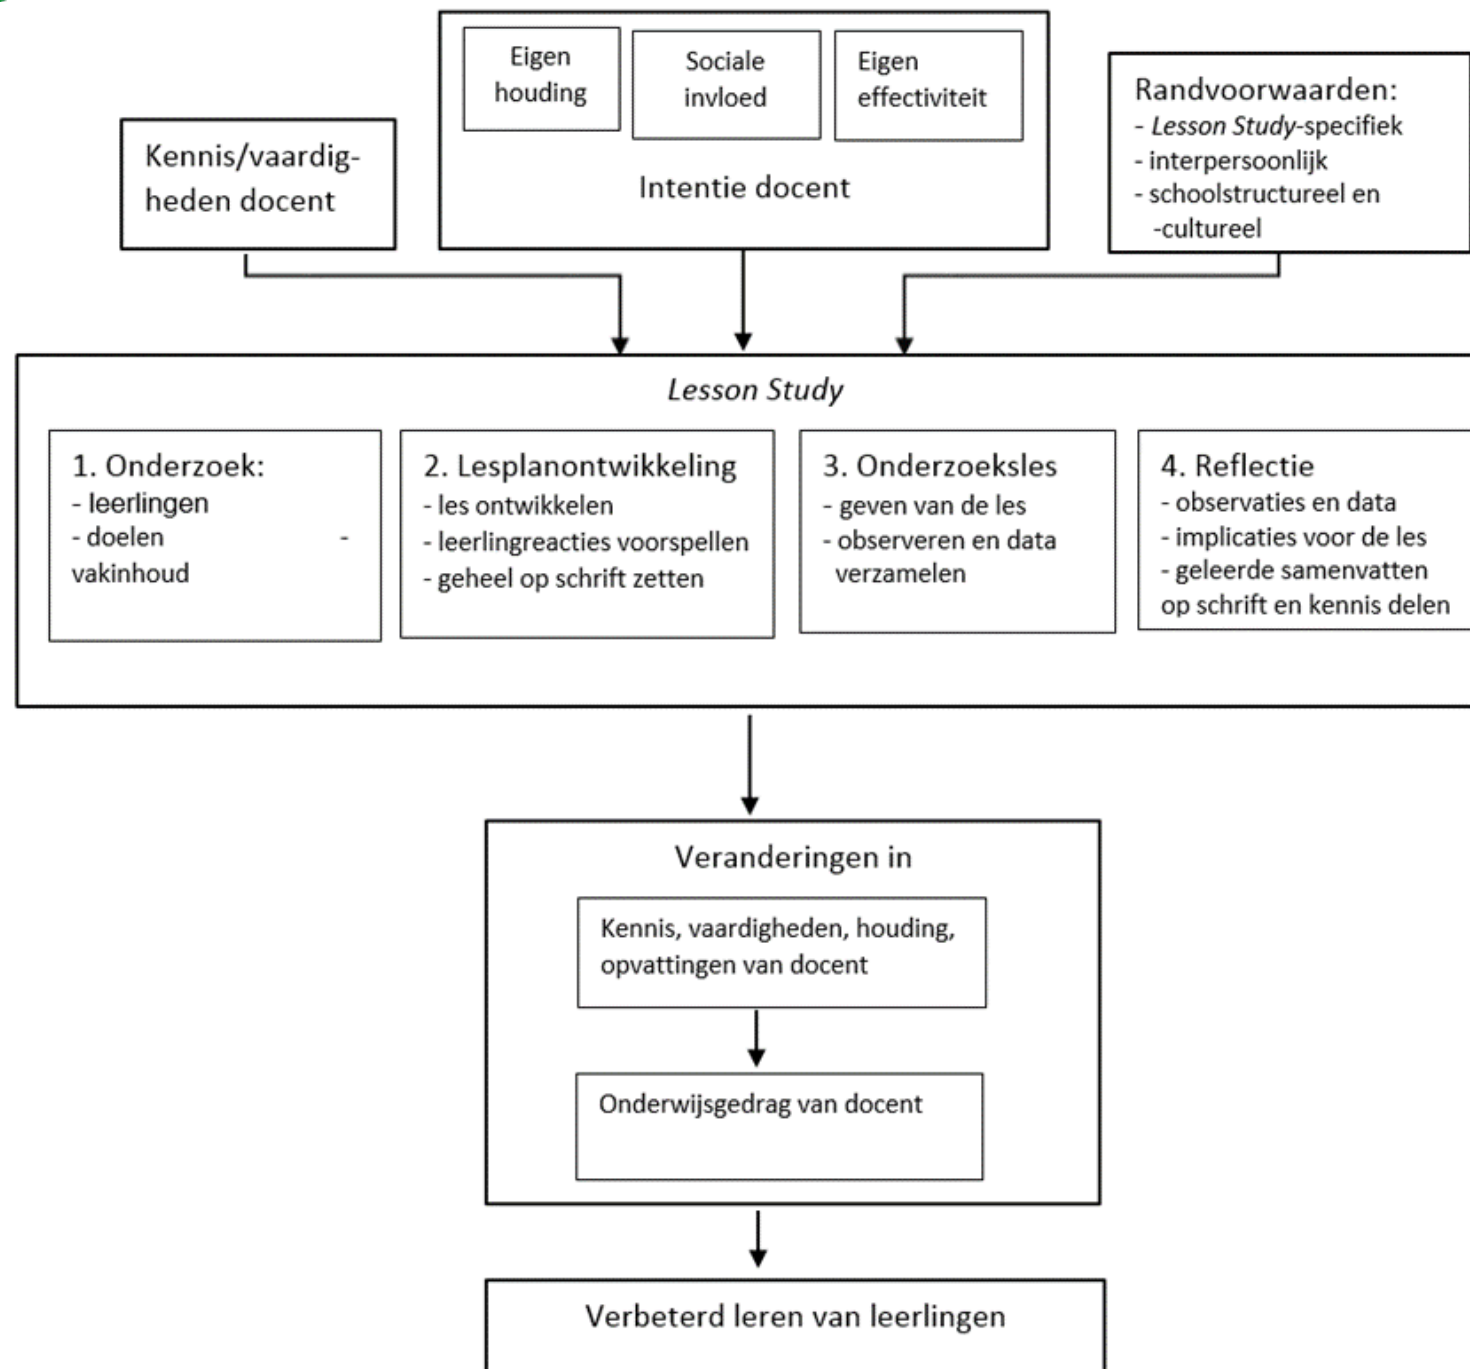 Eigen
houding
Sociale
invloed
Eigen
effectiviteit
Intentie docent
Kennis/vaardig-
heden docent
Randvoorwaarden:
- Lesson Study-specifiek
- interpersoonlijk
- schoolstructureel en
-cultureel
Lesson Study
1. Onderzoek:
- leerlingen
- doelen -
vakinhoud
2. Lesplanontwikkeling
- les ontwikkelen
- leerlingreacties voorspellen
- geheel op schrift zetten
3. Onderzoeksles
- geven van de les
- observeren en data
verzamelen
4. Reflectie
- observaties en data
- implicaties voor de les
- geleerde samenvatten
op schrift en kennis delen
Veranderingen in
Kennis, vaardigheden, houding,
opvattingen van docent
Onderwijsgedrag van docent
Verbeterd leren van leerlingen